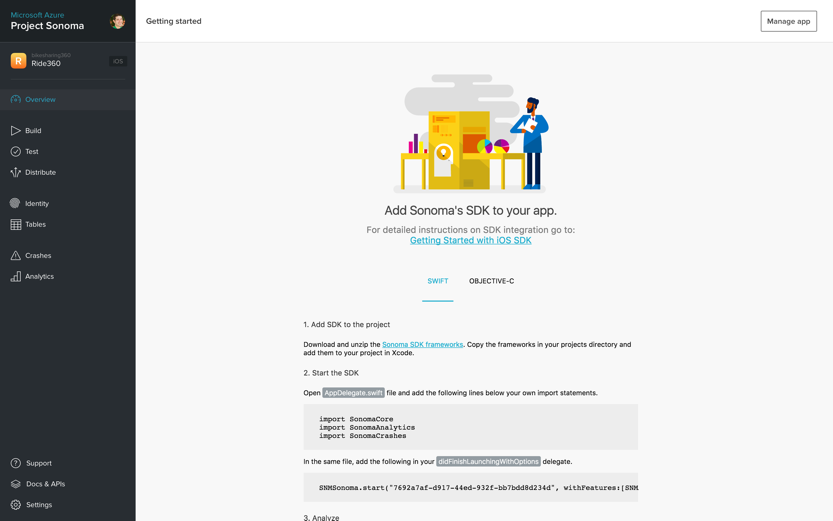 Microsoft Azure
Project Sonoma
bikesharing360
Ride360
iOS
Overview
Build
Test
Distribute
Identity
Tables
Crashes
Analytics
Support
Docs & APIs
Settings
Getting started
Manage app
Add Sonoma's SDK to your app.
For detailed instructions on SDK integration go to:
Getting Started with iOS SDK
SWIFT OBJECTIVE-C
1. Add SDK to the project
Download and unzip the Sonoma SDK frameworks. Copy the frameworks in your projects directory and
add them to your project in Xcode.
2. Start the SDK
Open AppDelegate.swift file and add the following lines below your own import statements.
import SonomaCore
import SonomaAnalytics
import SonomaCrashes
In the same file, add the following in your didFinishLaunchingWithOptions delegate.
SNMSonoma.start("7692a7af-d917-44ed-932f-bb7bdd8d234d", withFeatures:[SNM
3. Analyze